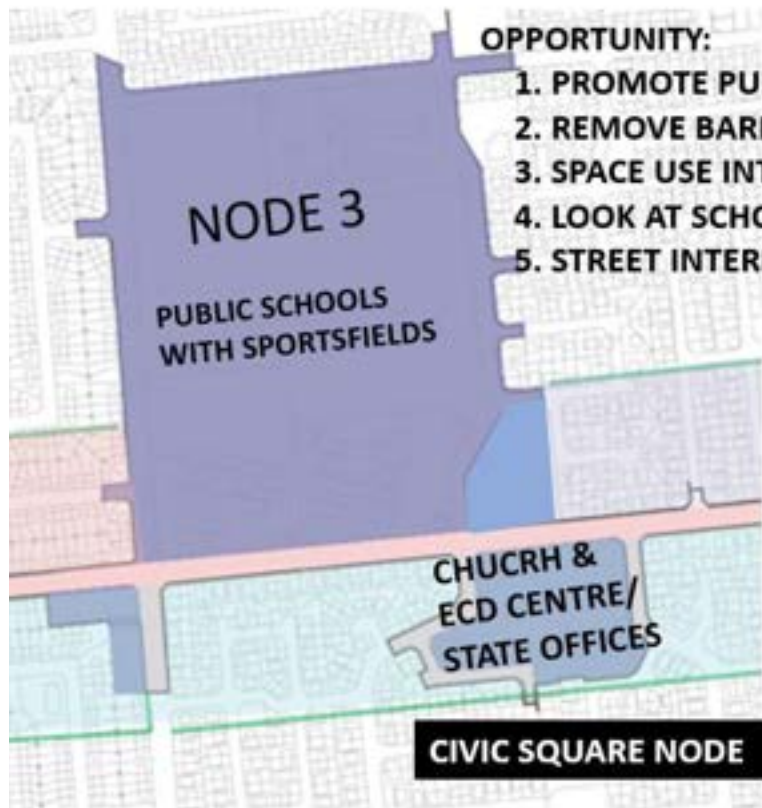 OPPORTUNITY:
1. PROMOTE PU
2. REMOVE BARI
3. SPACE USE INT
4. LOOK AT SCHO
5. STREET INTER
NODE 3
PUBLIC SCHOOLS
WITH SPORTSFIELDS
CHUCRH &
ECD CENTRE/
STATE OFFICES
CIVIC SQUARE NODE